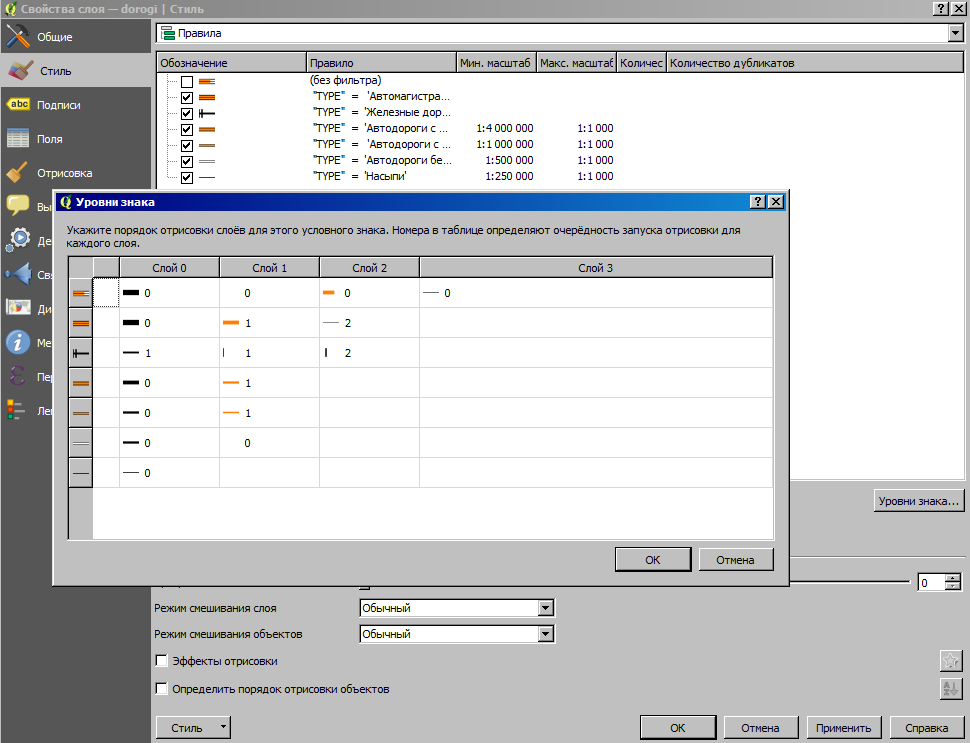 Свойства слоя — dorogi | Стиль
Общие
Стиль
abc Подписи
Поля
Отрисовка
Вы
Де
Свя
Ди
Ме
Пе
Ле
Правила
Обозначение Правило Мин. масштаб Макс. масштаб Количес Количество дубликатов
(без фильтра)
"TYPE" = 'Автомагистра...
"TYPE" = 'Железные дор...
"TYPE" = 'Автодороги с ... 1:4 000 000 1:1 000
"TYPE" = 'Автодороги с ... 1:1 000 000 1:1 000
"TYPE" = 'Автодороги бе... 1:500 000 1:1 000
"TYPE" = 'Насыпи' 1:250 000 1:1 000
Уровни знака
Укажите порядок отрисовки слоёв для этого условного знака. Номера в таблице определяют очерёдность запуска отрисовки для
каждого слоя.
Слой 0 Слой 1 Слой 2 Слой 3
0 0 0 0
0 1 2
1 1 2
0 1
0 1
0 0
0
OK Отмена
Уровни знака...
0
Режим смешивания слоя Обычный
Режим смешивания объектов Обычный
Эффекты отрисовки
Определить порядок отрисовки объектов
Стиль OK Отмена Применить Справка